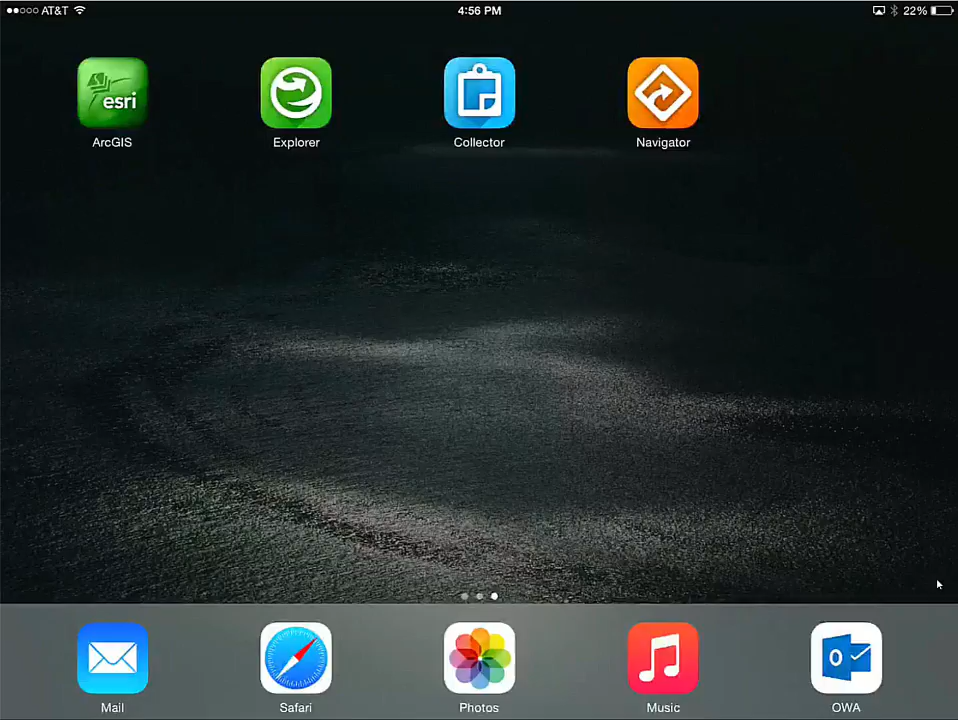 AT&T
4:56 PM
22%
esri
ArcGIS
Explorer
Collector
Navigator
Mail
Safari
Photos
Music
O
OWA